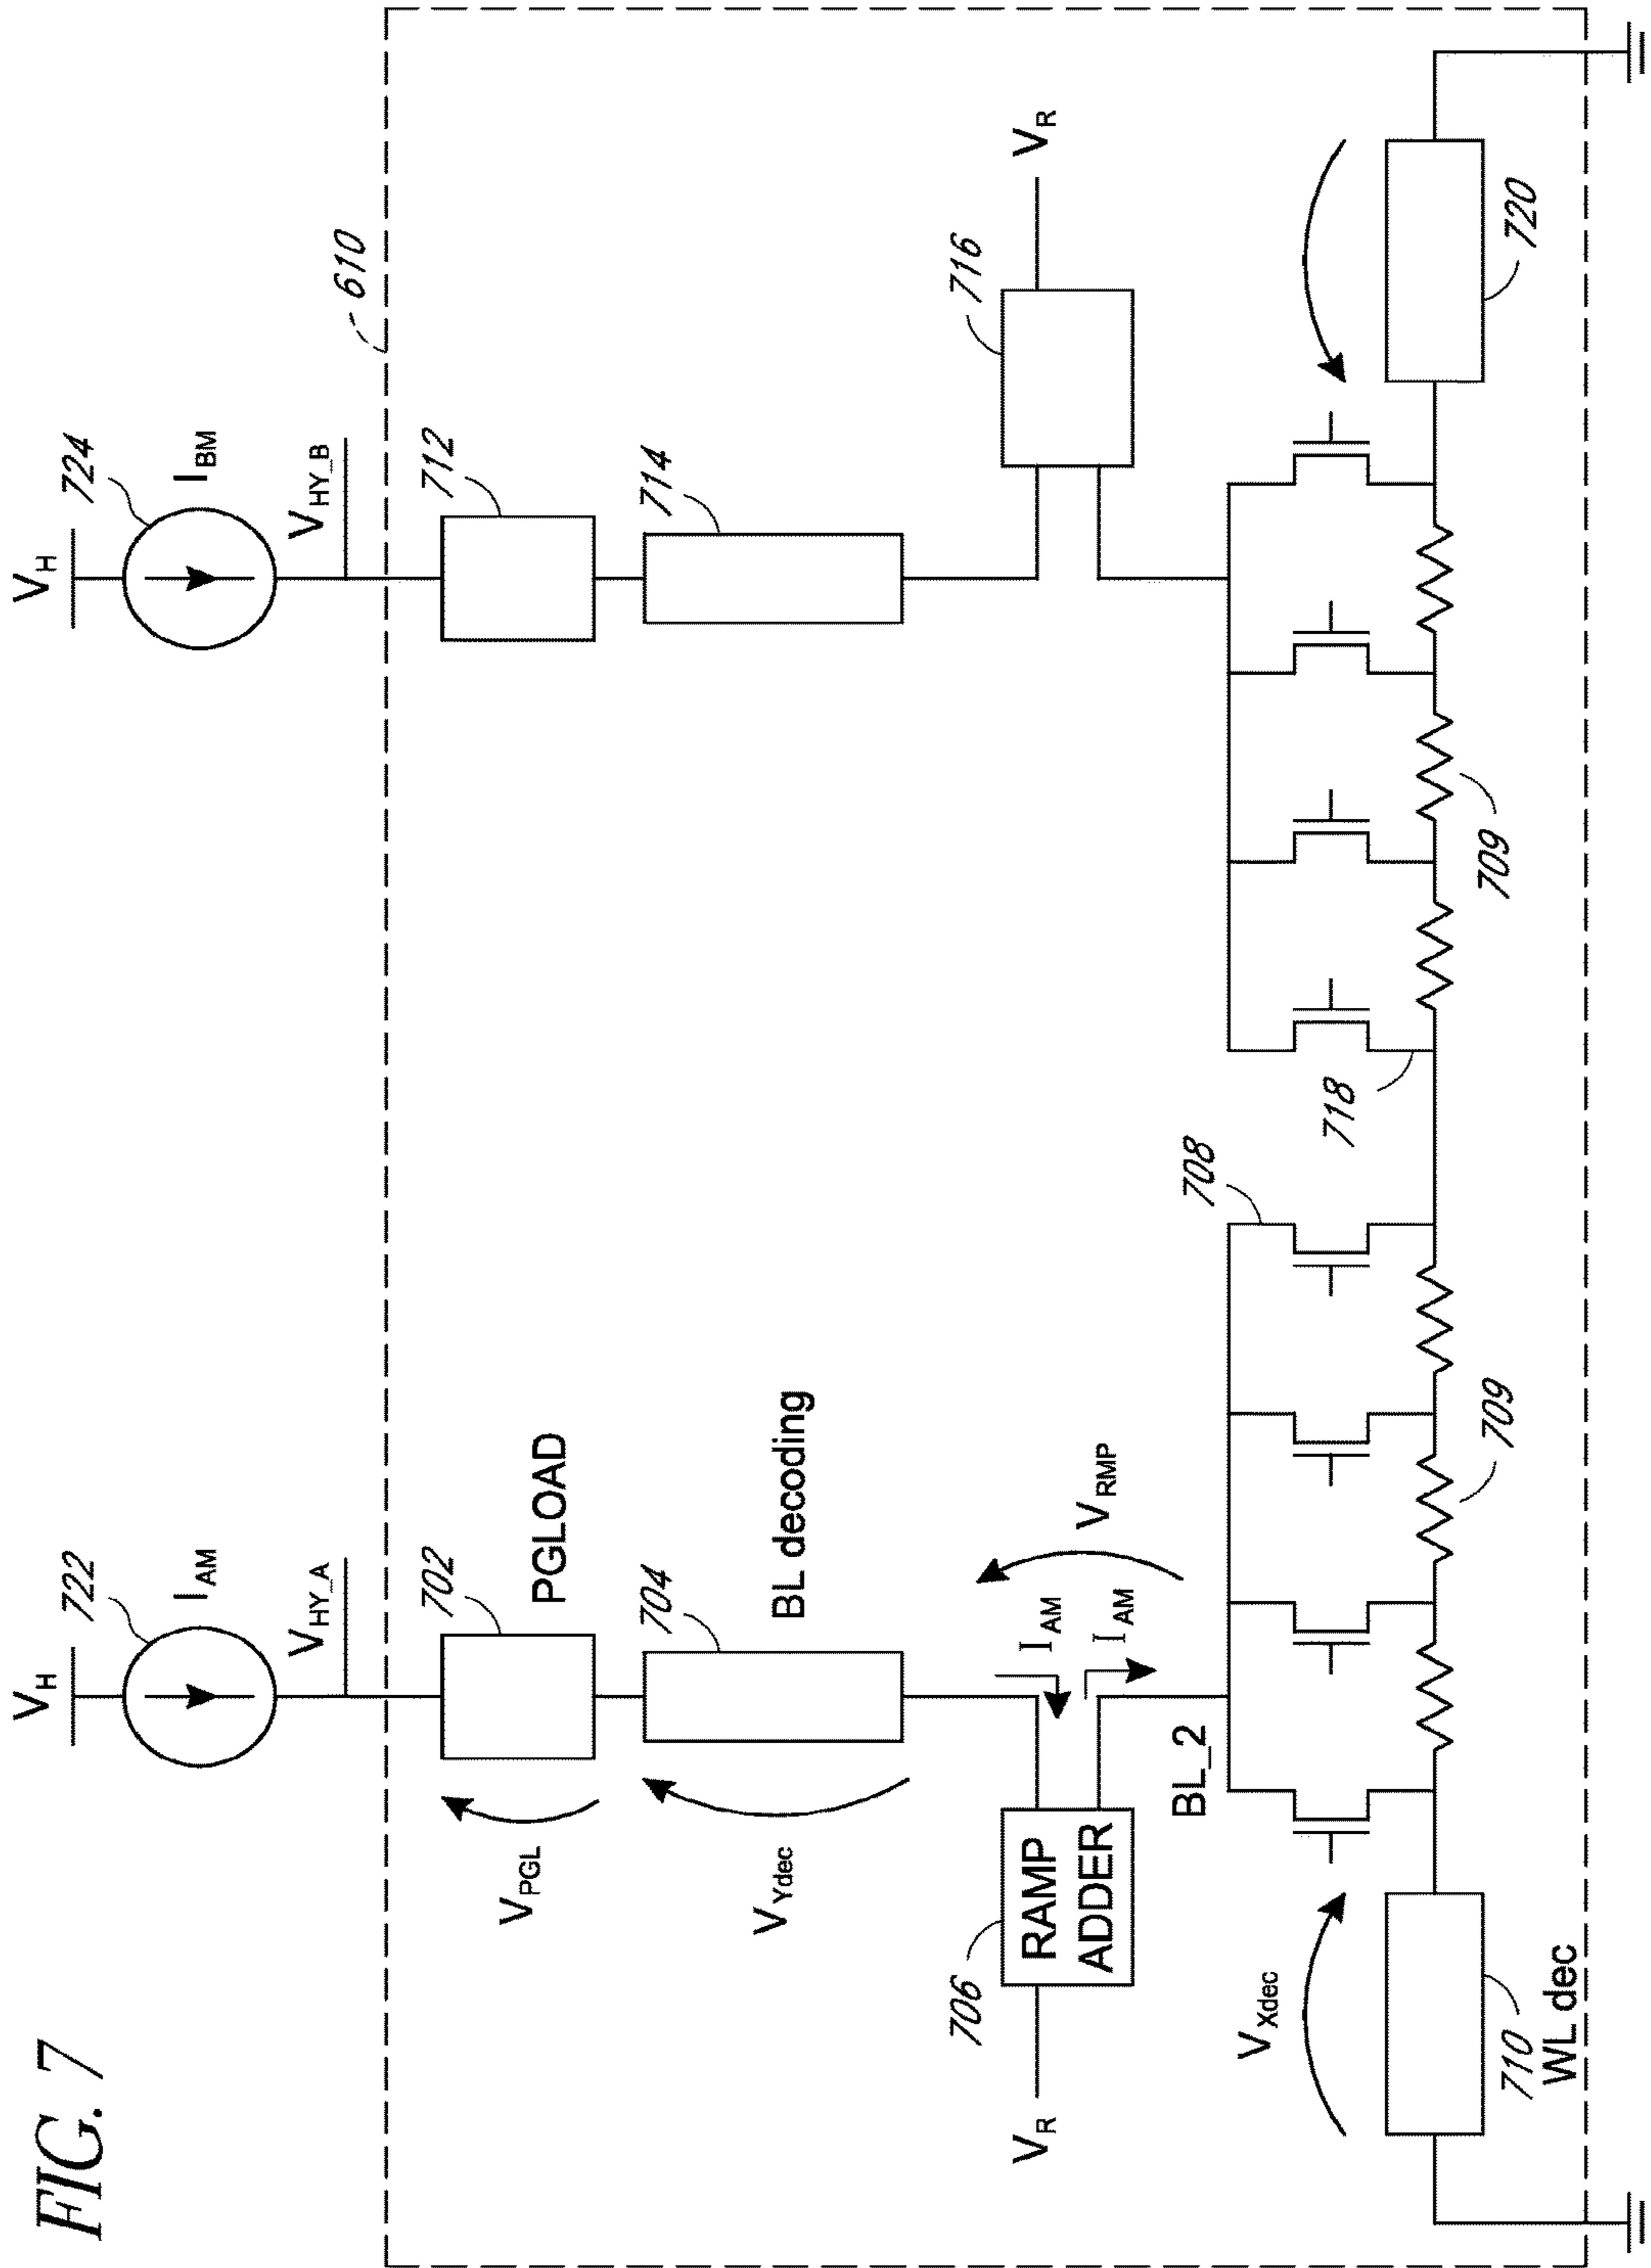 FIG. 7
V_H
722
I_AM
V_HY_A
V_H
724
I_BM
V_HY_B
610
702
PGLOAD
V_PGL
712
704
BL decoding
V_Ydec
714
V_R
706
RAMP
ADDER
I_AM
I_AM
V_RMP
716
V_R
BL_2
708
V_Xdec
718
710
WL dec
709
709
720